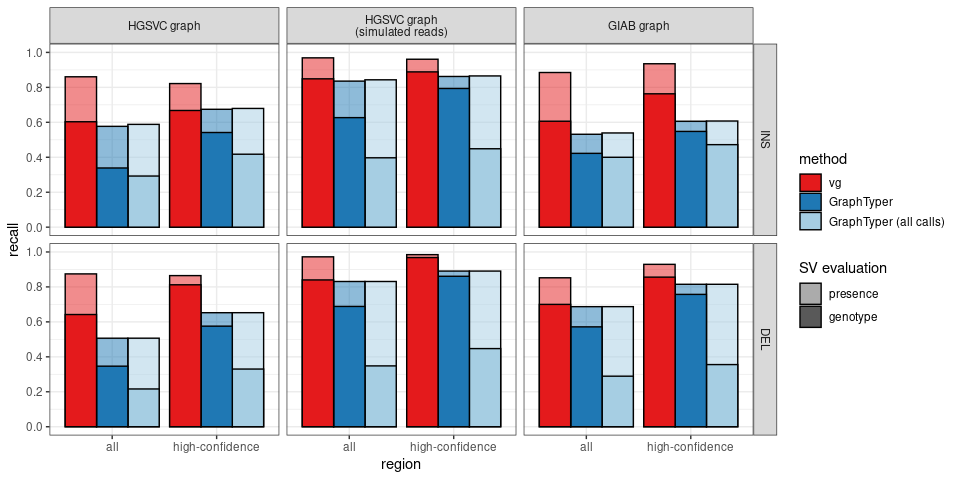 HGSVC graph
HGSVC graph
(simulated reads)
GIAB graph
1.0
0.8
0.6
0.4
0.2
0.0
INS
1.0
0.8
0.6
0.4
0.2
0.0
DEL
recall
all
high-confidence
all
high-confidence
all
high-confidence
region
method
vg
GraphTyper
GraphTyper (all calls)
SV evaluation
presence
genotype